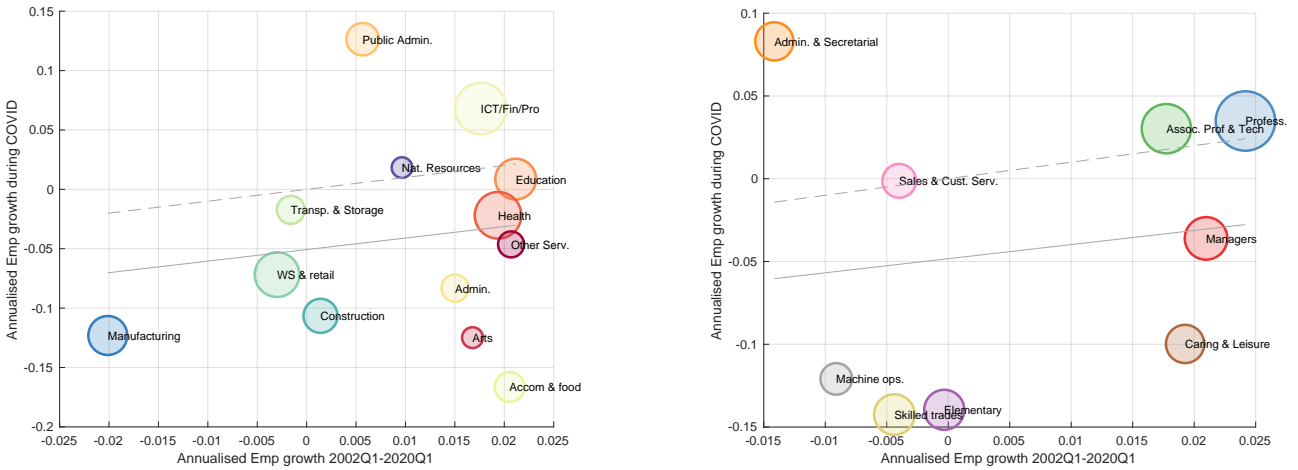 0.15
0.1
0.05
0
-0.05
-0.1
-0.15
-0.2
-0.025
-0.02
-0.015
-0.01
-0.005
0
0.005
0.01
0.015
0.02
0.025
Annualised Emp growth 2002Q1-2020Q1
Annualised Emp growth during COVID
Public Admin.
ICT/Fin/Pro
Nat. Resources
Education
Transp. & Storage
Health
Other Serv.
WS & retail
Admin.
Construction
Manufacturing
Arts
Accom & food
0.1
0.05
0
-0.05
-0.1
-0.15
-0.015
-0.01
-0.005
0
0.005
0.01
0.015
0.02
0.025
Annualised Emp growth 2002Q1-2020Q1
Annualised Emp growth during COVID
Admin. & Secretarial
Profess.
Assoc. Prof & Tech
Sales & Cust. Serv.
Managers
Caring & Leisure
Machine ops.
Elementary
Skilled trades